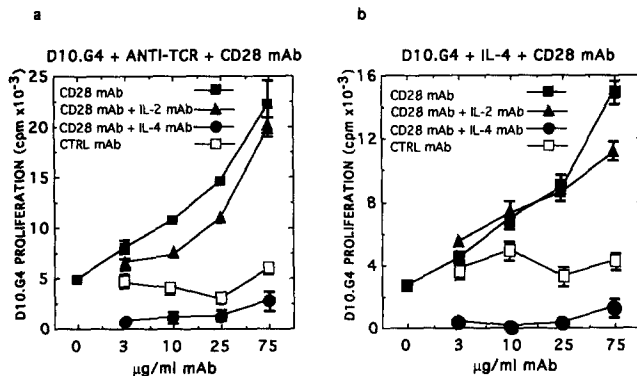 a
D10.G4 + ANTI-TCR + CD28 mAb
D10.G4 PROLIFERATION (cpm x10⁻³)
25
20
15
10
5
0
CD28 mAb
CD28 mAb + IL-2 mAb
CD28 mAb + IL-4 mAb
CTRL mAb
0 3 10 25 75
μg/ml mAb
b
D10.G4 + IL-4 + CD28 mAb
D10.G4 PROLIFERATION (cpm x10⁻³)
16
12
8
4
0
CD28 mAb
CD28 mAb + IL-2 mAb
CD28 mAb + IL-4 mAb
CTRL mAb
0 3 10 25 75
μg/ml mAb